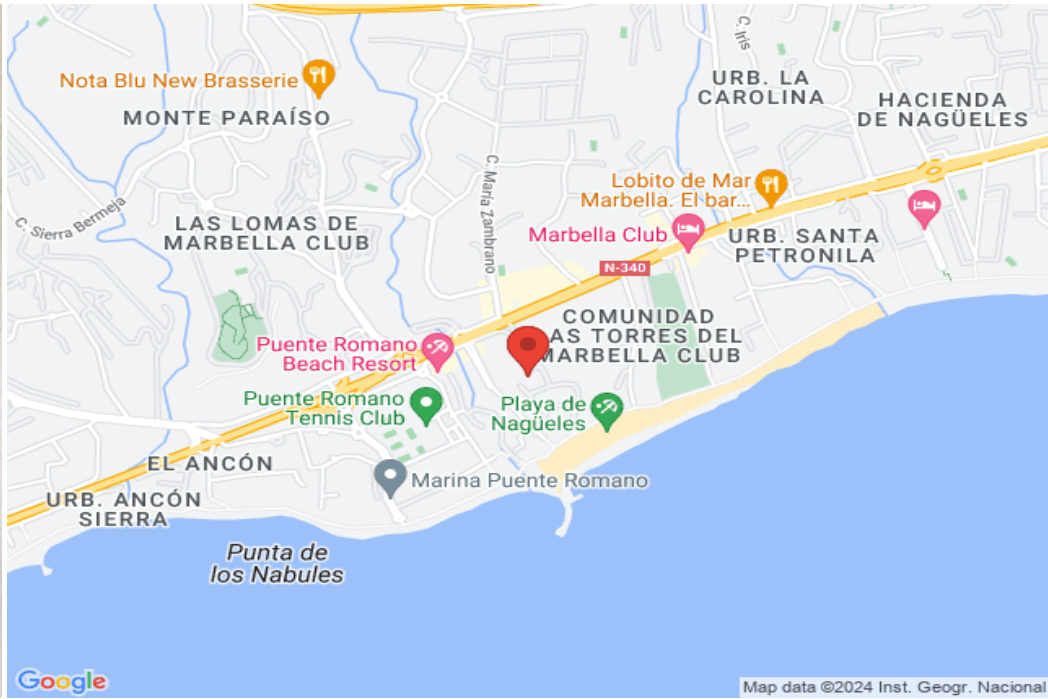 C. Iris
Nota Blu New Brasserie
URB. LA
CAROLINA
MONTE PARAÍSO
HACIENDA
DE NAGÜELES
C. María Zambrano
Lobito de Mar
Marbella. El bar...
C. Sierra Bermeja
LAS LOMAS DE
MARBELLA CLUB
Marbella Club
URB. SANTA
PETRONILA
N-340
COMUNIDAD
AS TORRES DEL
MARBELLA CLUB
Puente Romano
Beach Resort
Puente Romano
Tennis Club
Playa de
Nagüeles
EL ANCÓN
Marina Puente Romano
URB. ANCÓN
SIERRA
Punta de
los Nabules
Google
Map data ©2024 Inst. Geogr. Nacional